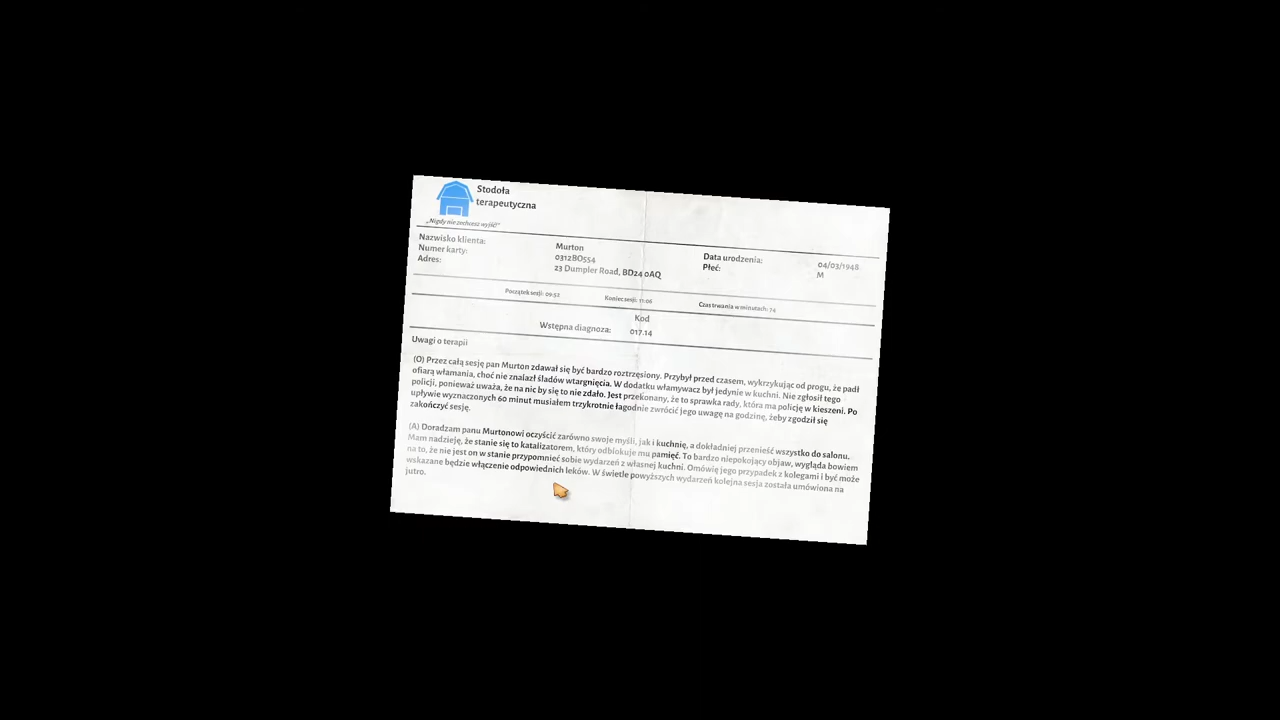 Stodoła
terapeutyczna
„Nigdy nie zechcesz wyjść!”
Nazwisko klienta: Murton Data urodzenia: 04/03/1948
Numer karty: 0312BO554 Płeć: M
Adres: 23 Dumpler Road, BD24 0AQ
Początek sesji: 09:52 Koniec sesji: 11:06 Czas trwania w minutach: 74
Kod
Wstępna diagnoza: 017.14
Uwagi o terapii
(O) Przez całą sesję pan Murton zdawał się być bardzo roztrzęsiony. Przybył przed czasem, wykrzykując od progu, że padł
ofiarą włamania, choć nie znalazł śladów wtargnięcia. W dodatku włamywacz był jedynie w kuchni. Nie zgłosił tego
policji, ponieważ uważa, że na nic by się to nie zdało. Jest przekonany, że to sprawka rady, która ma policję w kieszeni. Po
upływie wyznaczonych 60 minut musiałem trzykrotnie łagodnie zwrócić jego uwagę na godzinę, żeby zgodził się
zakończyć sesję.
(A) Doradzam panu Murtonowi oczyścić zarówno swoje myśli, jak i kuchnię, a dokładniej przenieść wszystko do salonu.
Mam nadzieję, że stanie się to katalizatorem, który odblokuje mu pamięć. To bardzo niepokojący objaw, wygląda bowiem
na to, że nie jest on w stanie przypomnieć sobie wydarzeń z własnej kuchni. Omówię jego przypadek z kolegami i być może
wskazane będzie włączenie odpowiednich leków. W świetle powyższych wydarzeń kolejna sesja została umówiona na
jutro.